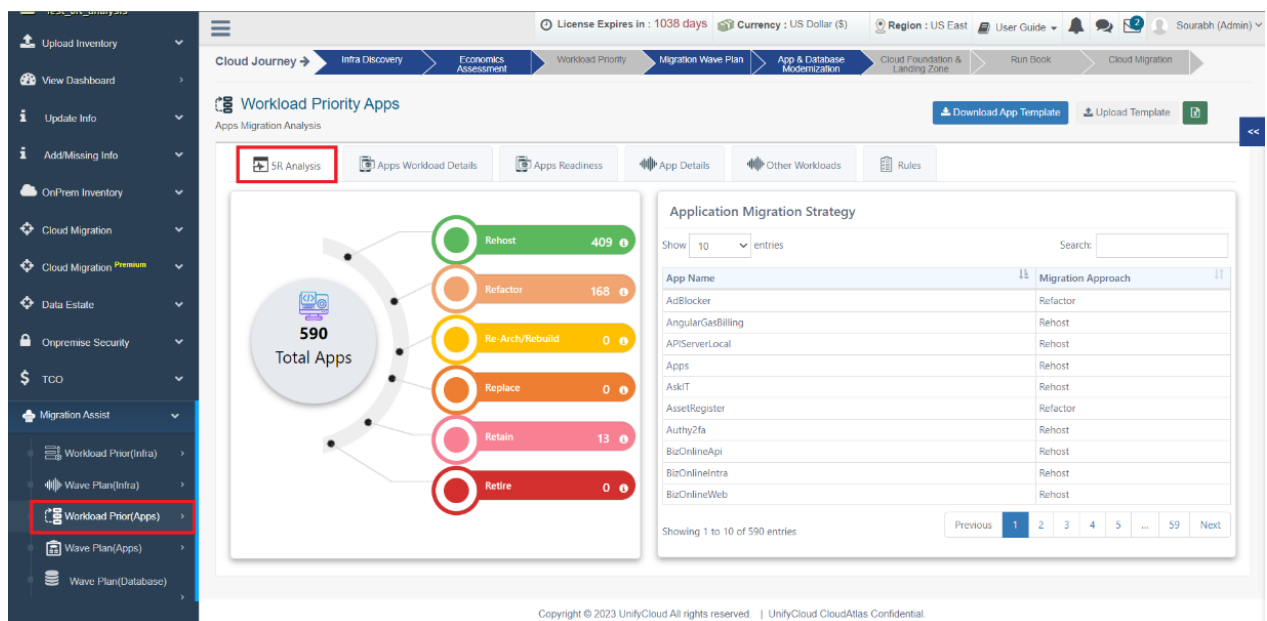 Test_6R_analysis
Upload Inventory
View Dashboard
Update Info
Add/Missing Info
OnPrem Inventory
Cloud Migration
Cloud Migration Premium
Data Estate
Onpremise Security
TCO
Migration Assist
Workload Prior(Infra)
Wave Plan(Infra)
Workload Prior(Apps)
Wave Plan(Apps)
Wave Plan(Database)
License Expires in : 1038 days Currency : US Dollar ($) Region : US East User Guide 2 Sourabh (Admin)
Cloud Journey → Infra Discovery Economics Assessment Workload Priority Migration Wave Plan App & Database Modernization Cloud Foundation & Landing Zone Run Book Cloud Migration
Workload Priority Apps
Apps Migration Analysis
Download App Template Upload Template
<<
5R Analysis Apps Workload Details Apps Readiness App Details Other Workloads Rules
590
Total Apps
Rehost 409
Refactor 168
Re-Arch/Rebuild 0
Replace 0
Retain 13
Retire 0
Application Migration Strategy
Show 10 entries Search:
App Name Migration Approach
AdBlocker Refactor
AngularGasBilling Rehost
APIServerLocal Rehost
Apps Rehost
AskIT Rehost
AssetRegister Refactor
Authy2fa Rehost
BizOnlineApi Rehost
BizOnlineIntra Rehost
BizOnlineWeb Rehost
Showing 1 to 10 of 590 entries Previous 1 2 3 4 5 ... 59 Next
Copyright © 2023 UnifyCloud All rights reserved. | UnifyCloud CloudAtlas Confidential.